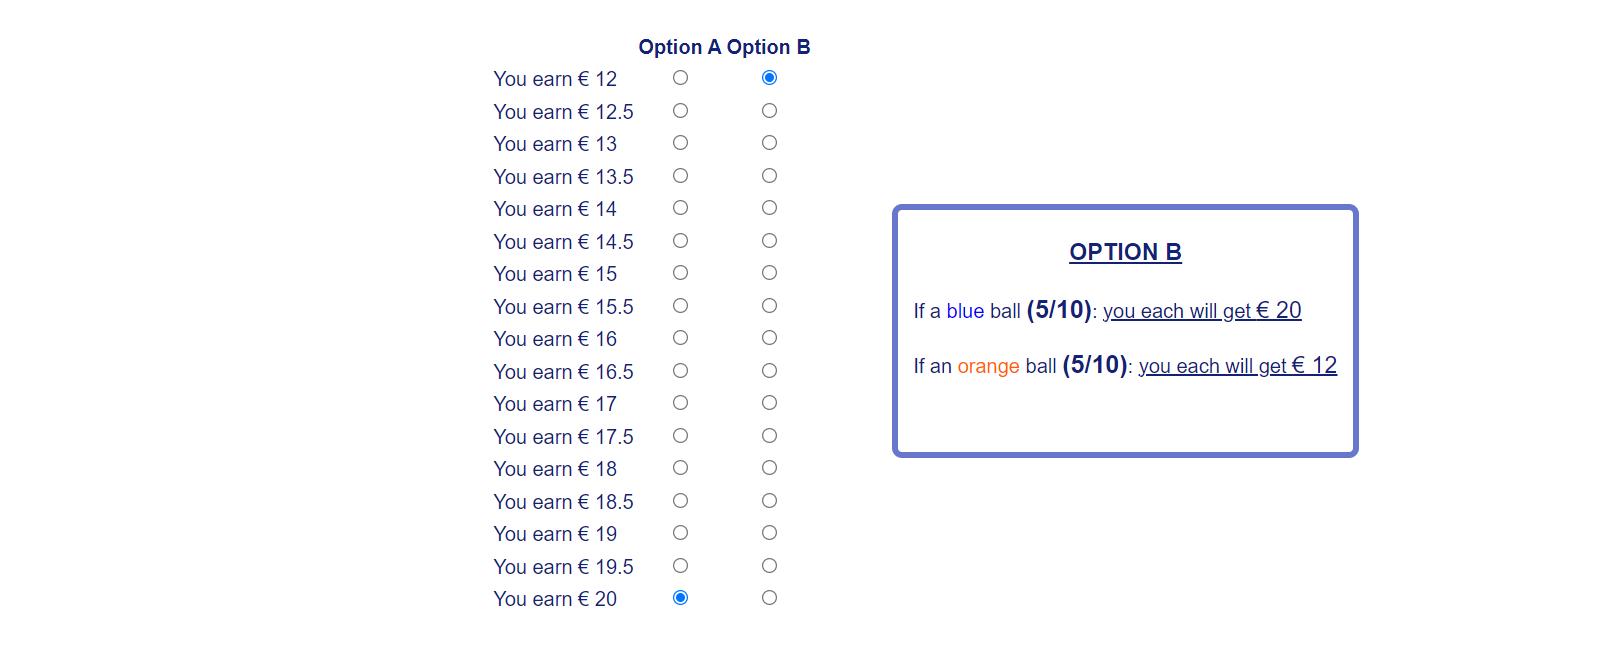 Option A Option B
You earn € 12
You earn € 12.5
You earn € 13
You earn € 13.5
You earn € 14
You earn € 14.5
You earn € 15
You earn € 15.5
You earn € 16
You earn € 16.5
You earn € 17
You earn € 17.5
You earn € 18
You earn € 18.5
You earn € 19
You earn € 19.5
You earn € 20
OPTION B
If a blue ball (5/10): you each will get € 20
If an orange ball (5/10): you each will get € 12